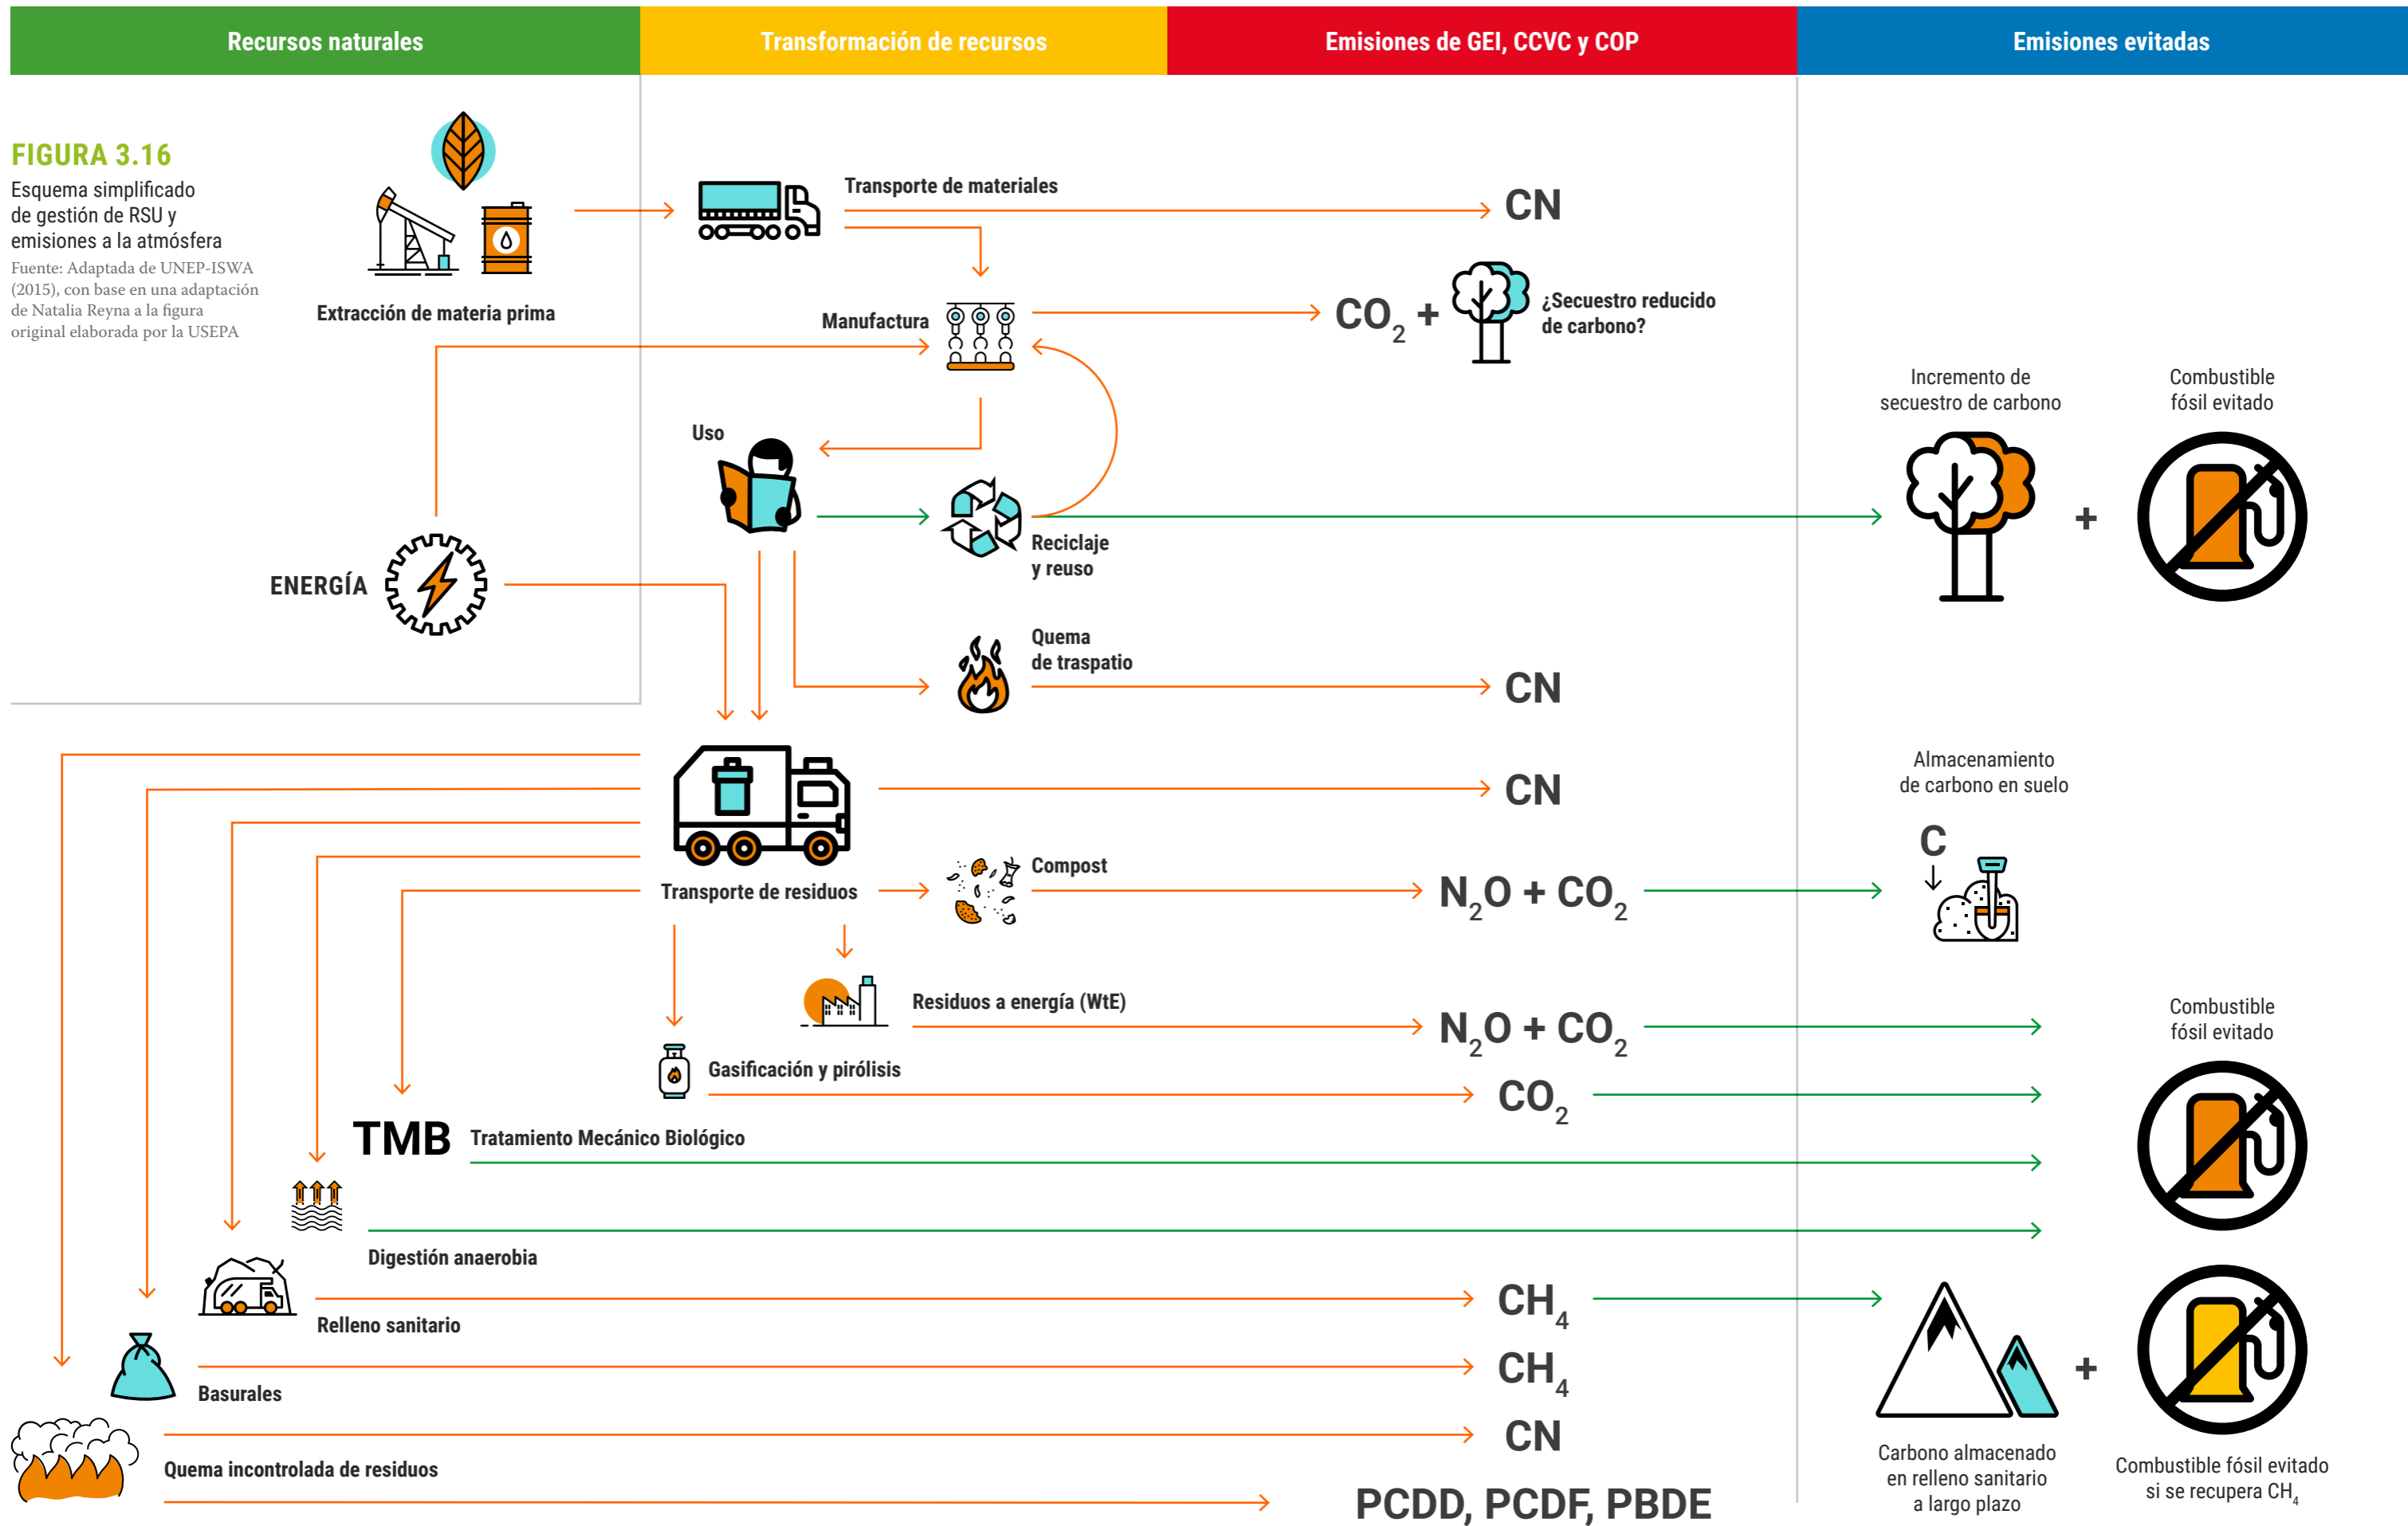 Recursos naturales
Transformación de recursos
Emisiones de GEI, CCVC y COP
Emisiones evitadas
FIGURA 3.16
Esquema simplificado
de gestión de RSU y
emisiones a la atmósfera
Fuente: Adaptada de UNEP-ISWA
(2015), con base en una adaptación
de Natalia Reyna a la figura
original elaborada por la USEPA
Extracción de materia prima
Transporte de materiales
CN
Manufactura
CO2 +
¿Secuestro reducido
de carbono?
Incremento de
secuestro de carbono
Combustible
fósil evitado
Uso
+
Reciclaje
y reuso
ENERGÍA
Quema
de traspatio
CN
CN
Almacenamiento
de carbono en suelo
C
Transporte de residuos
Compost
N2O + CO2
Residuos a energía (WtE)
N2O + CO2
Combustible
fósil evitado
Gasificación y pirólisis
CO2
TMB
Tratamiento Mecánico Biológico
Digestión anaerobia
Relleno sanitario
CH4
Basurales
CH4
+
CN
Quema incontrolada de residuos
PCDD, PCDF, PBDE
Carbono almacenado
en relleno sanitario
a largo plazo
Combustible fósil evitado
si se recupera CH4